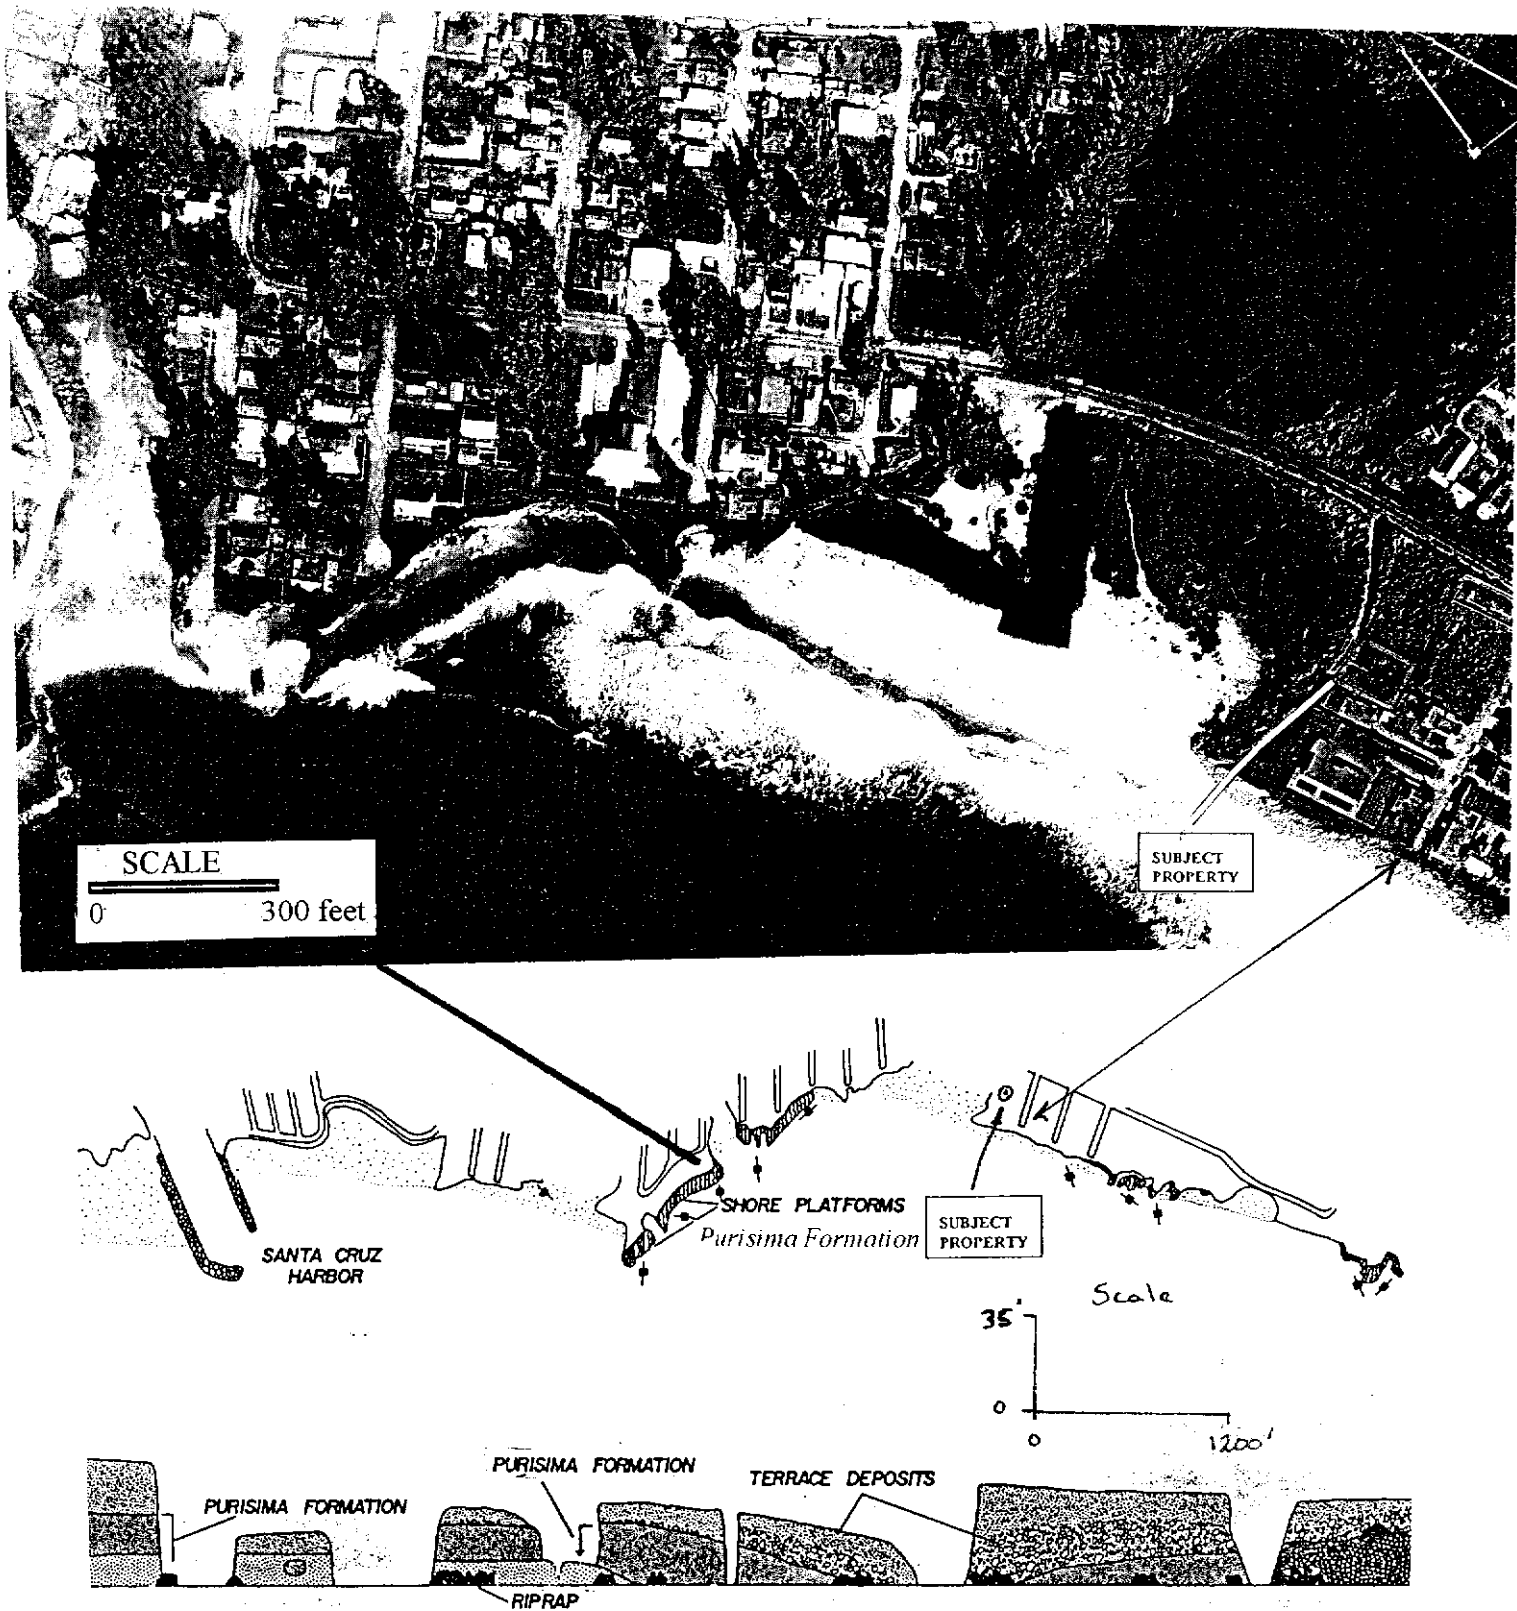 SUBJECT
PROPERTY
SCALE
0 300 feet
SHORE PLATFORMS
Purisima Formation
SUBJECT
PROPERTY
SANTA CRUZ
HARBOR
Scale
35'
0
0 1200'
PURISIMA FORMATION
TERRACE DEPOSITS
PURISIMA FORMATION
RIPRAP